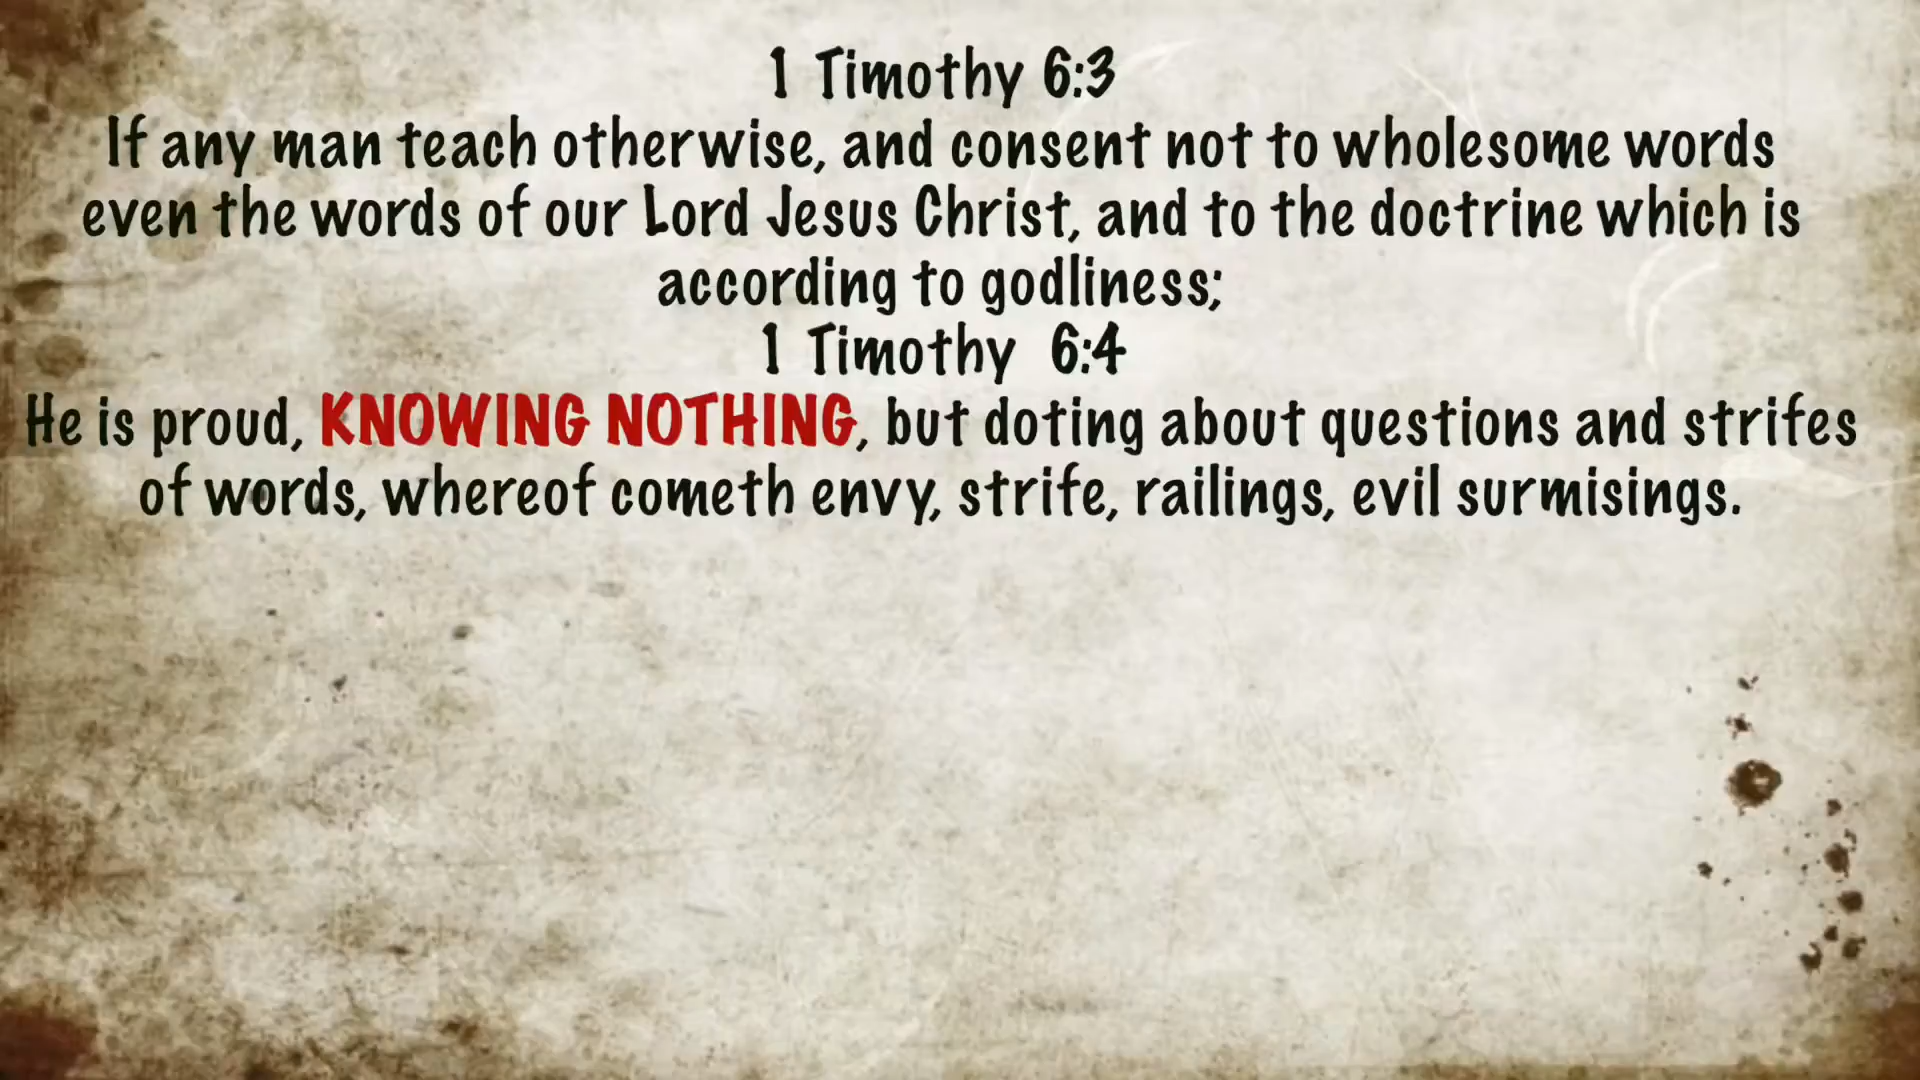 1 Timothy 6:3
If any man teach otherwise, and consent not to wholesome words
even the words of our Lord Jesus Christ, and to the doctrine which is
according to godliness;
1 Timothy 6:4
He is proud, KNOWING NOTHING, but doting about questions and strifes
of words, whereof cometh envy, strife, railings, evil surmisings.